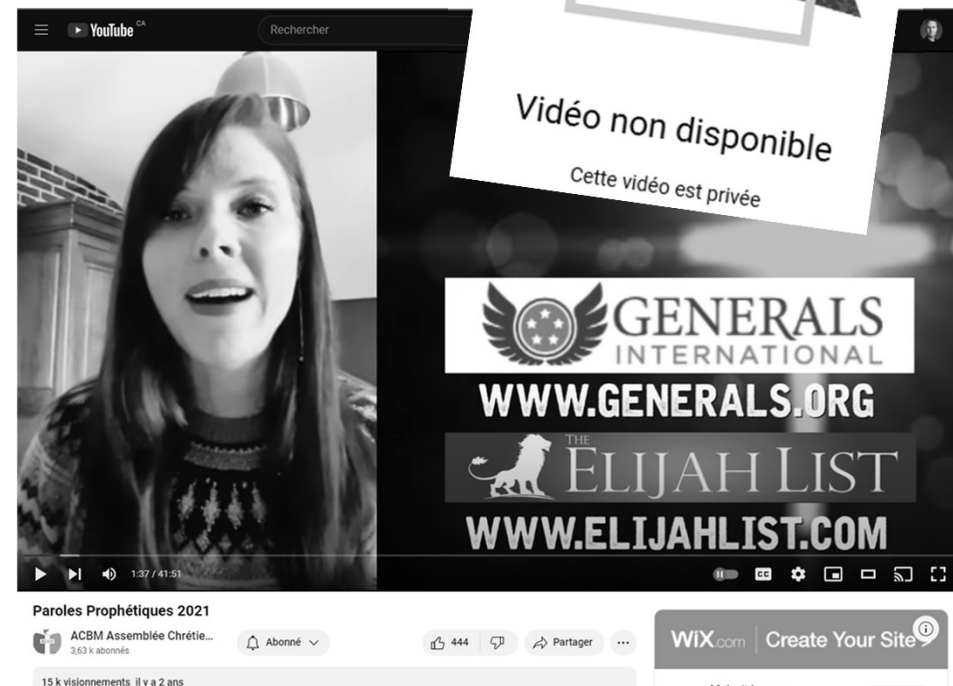 YouTube CA
Rechercher
Vidéo non disponible
Cette vidéo est privée
GENERALS
INTERNATIONAL
WWW.GENERALS.ORG
THE
ELIJAH LIST
WWW.ELIJAHLIST.COM
1:37 / 41:51
CC
Paroles Prophétiques 2021
ACBM Assemblée Chrétie...
3,63 k abonnés
Abonné
444
Partager
WiX.com Create Your Site
15 k visionnements il y a 2 ans